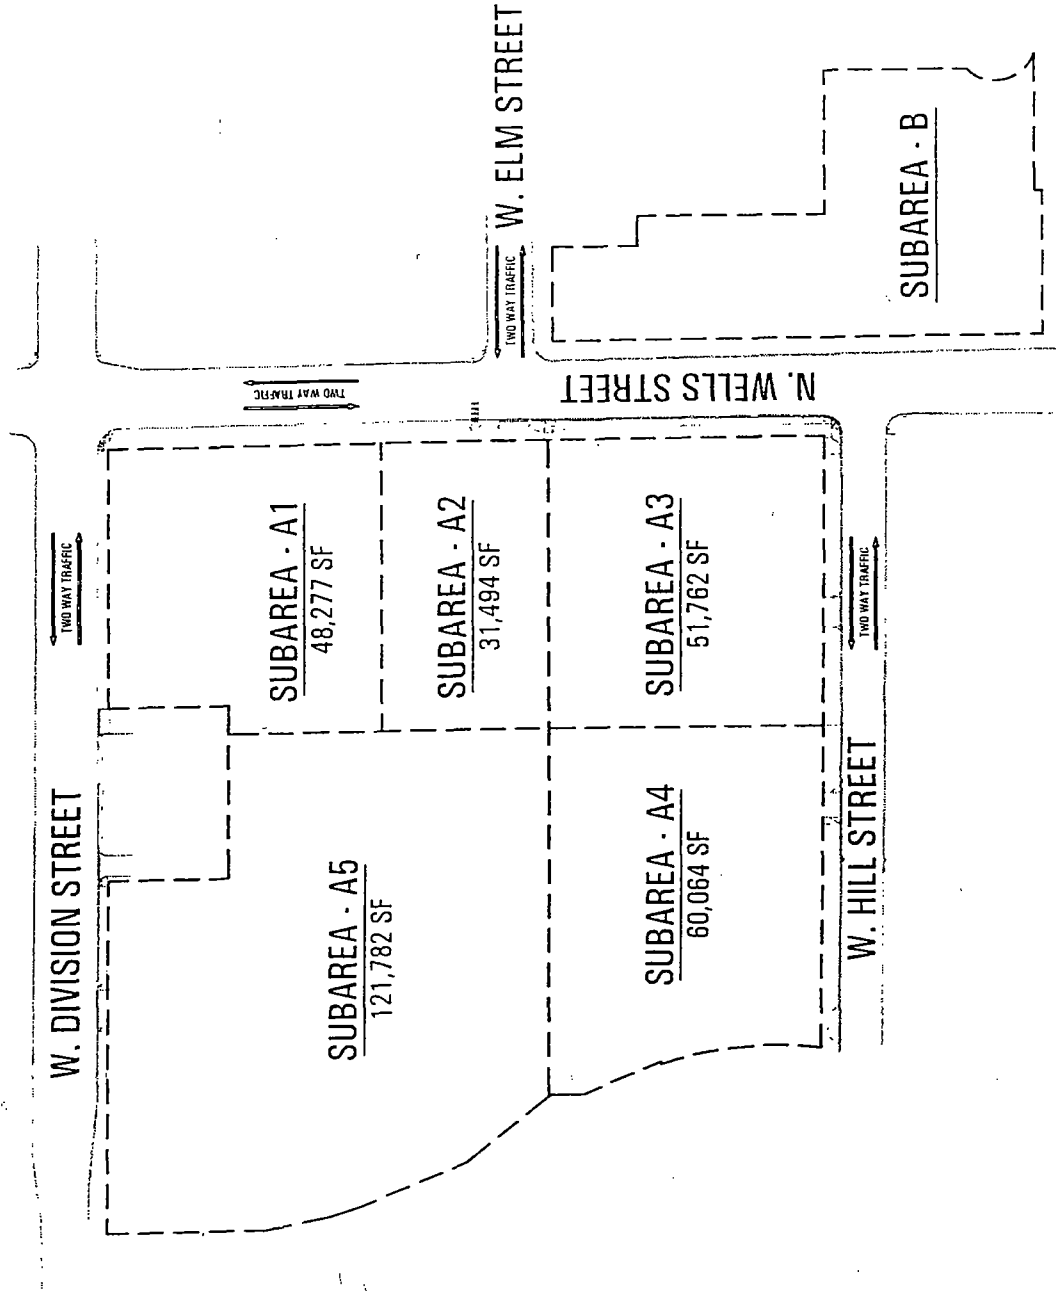 W. DIVISION STREET
TWO WAY TRAFFIC
W. ELM STREET
TWO WAY TRAFFIC
TWO WAY TRAFFIC
N. WELLS STREET
SUBAREA - B
SUBAREA - A1
48,277 SF
SUBAREA - A2
31,494 SF
SUBAREA - A3
51,762 SF
SUBAREA - A5
121,782 SF
SUBAREA - A4
60,064 SF
TWO WAY TRAFFIC
W. HILL STREET